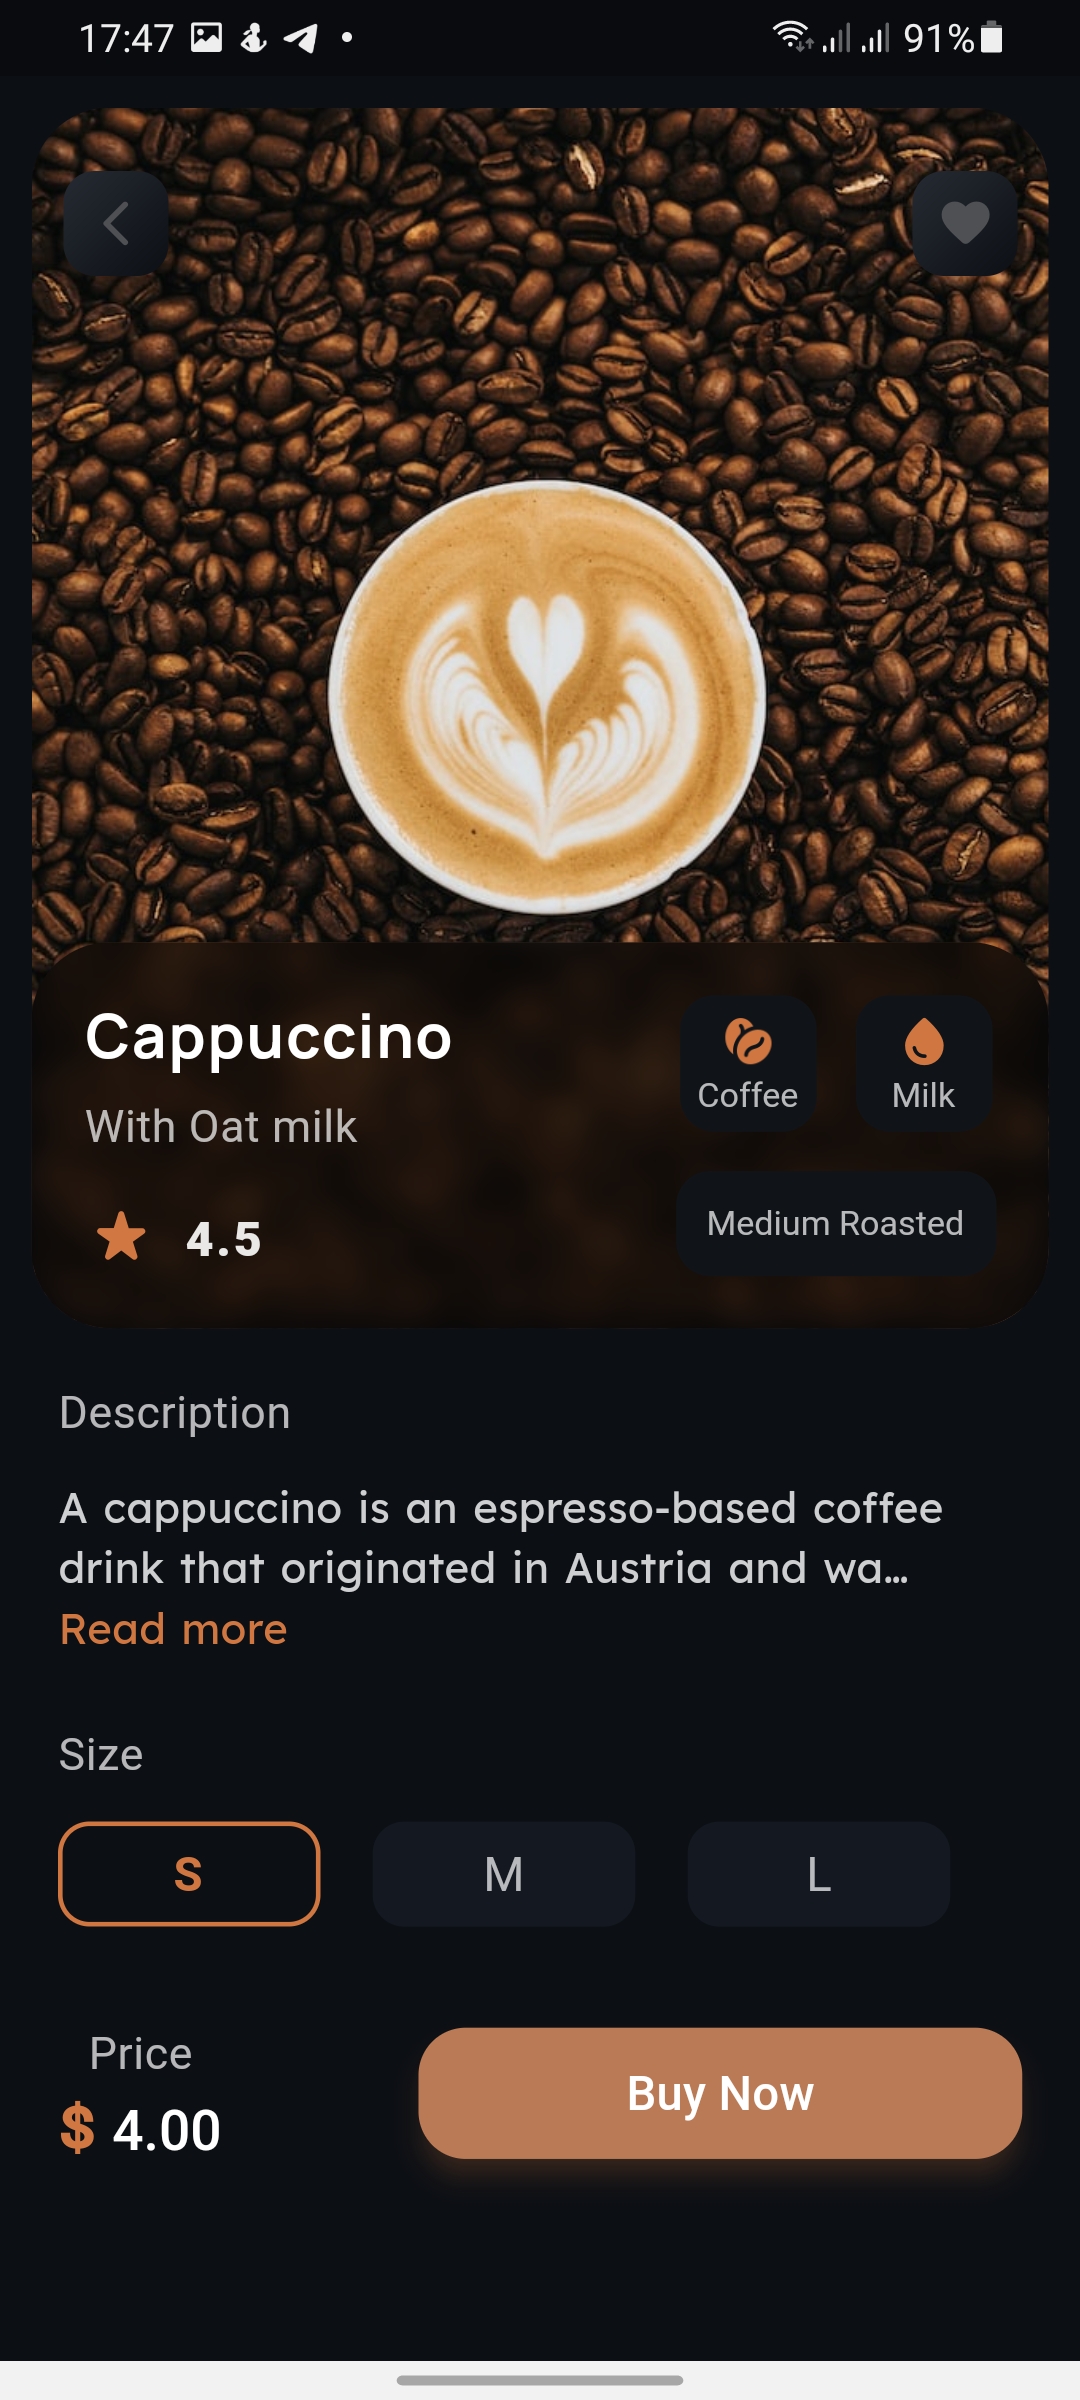 17:47
91%
Cappuccino
With Oat milk
4.5
Coffee
Milk
Medium Roasted
Description
A cappuccino is an espresso-based coffee
drink that originated in Austria and wa...
Read more
Size
S
M
L
Price
$ 4.00
Buy Now